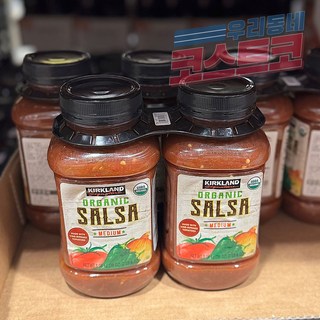 우리동네
코스트코
KIRKLAND
ORGANIC
SALSA
MEDIUM
KIRKLAND
ORGANIC
SALSA
MEDIUM